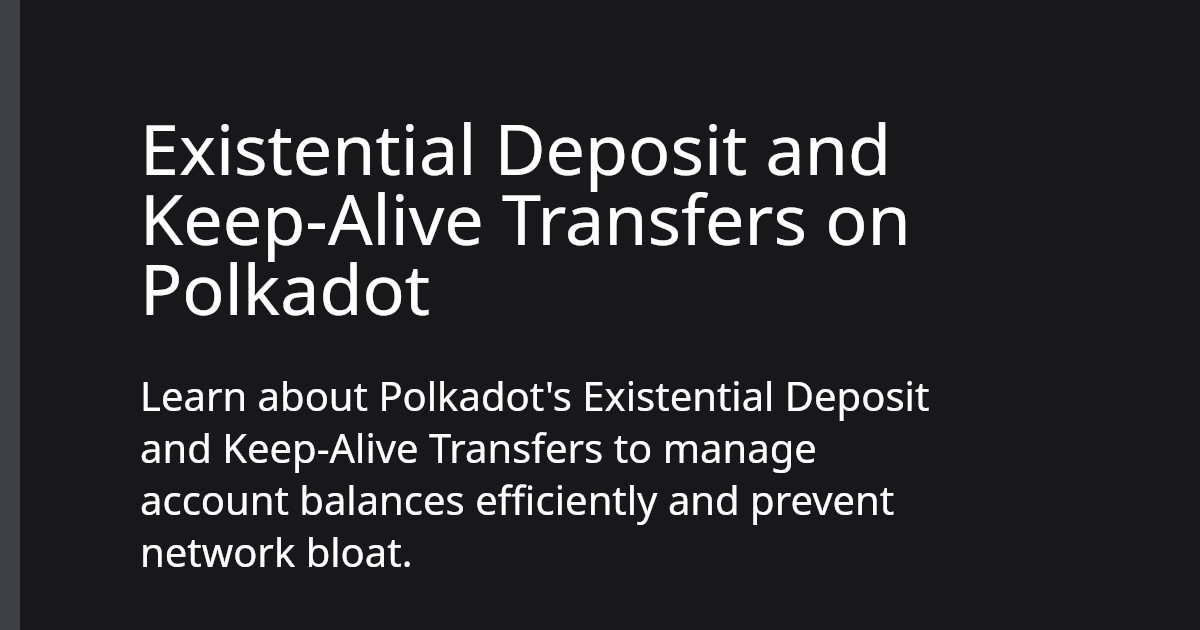 Existential Deposit and
Keep-Alive Transfers on
Polkadot
Learn about Polkadot's Existential Deposit
and Keep-Alive Transfers to manage
account balances efficiently and prevent
network bloat.